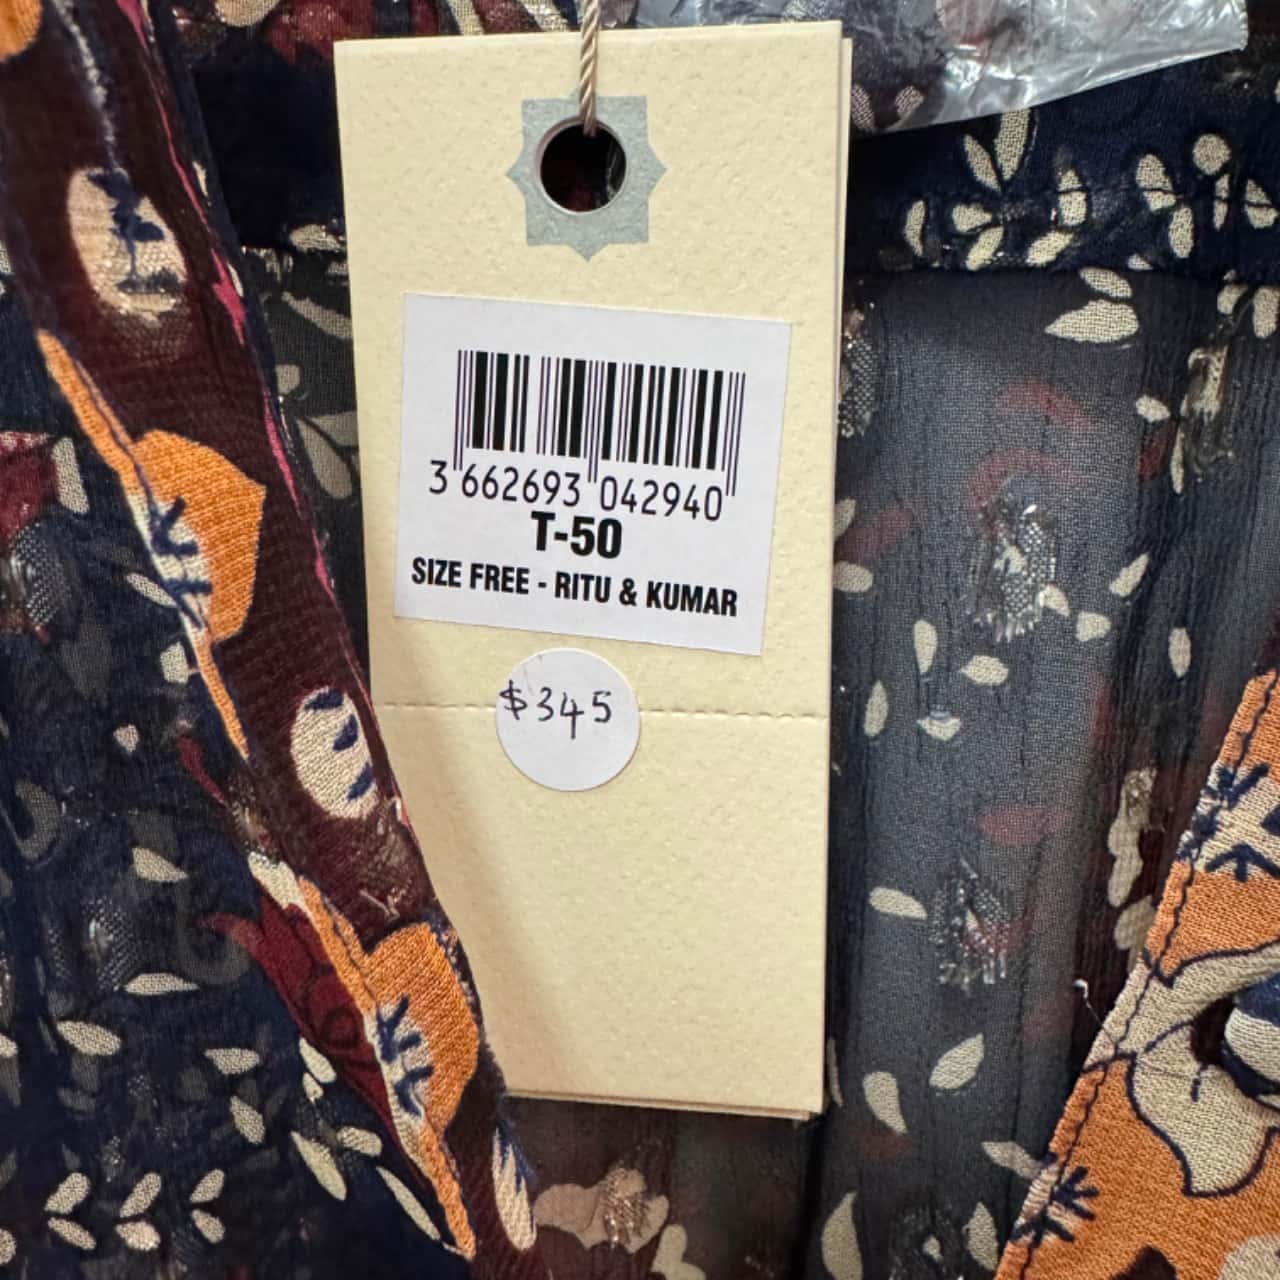 3 662693 042940
T-50
SIZE FREE - RITU & KUMAR
$345